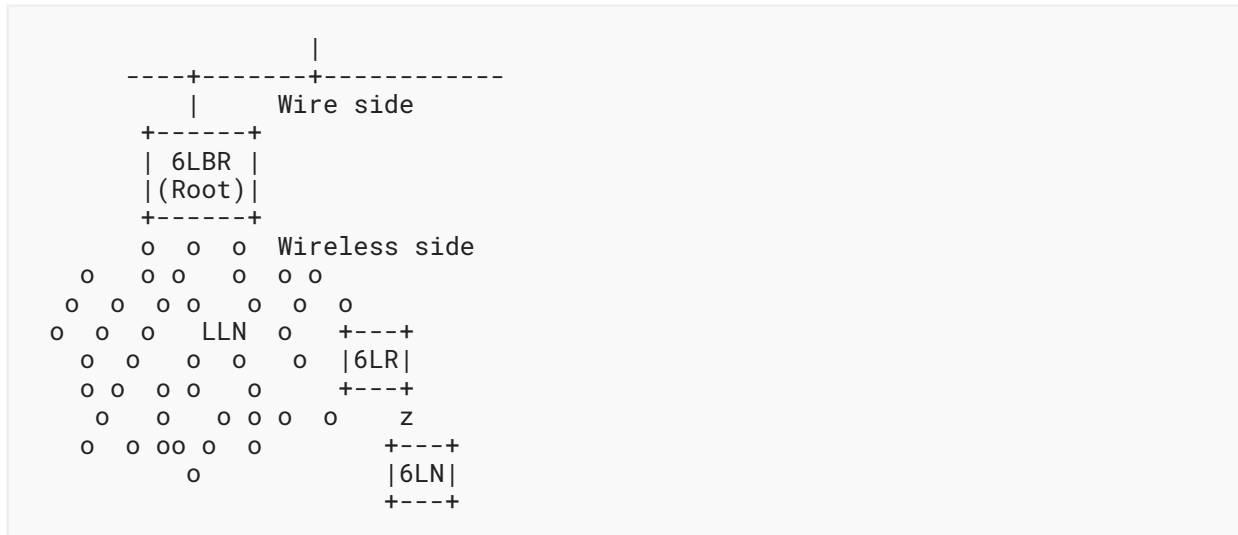 |
----+-------+------------
|      Wire side
+------+
| 6LBR |
|(Root)|
+------+
o  o  o  Wireless side
o   o o   o  o o
o  o  o o   o  o  o
o  o  o   LLN  o   +---+
o  o   o  o   o  |6LR|
o o  o o   o     +---+
o   o   o o o  o    z
o  o oo o  o        +---+
o            |6LN|
+---+